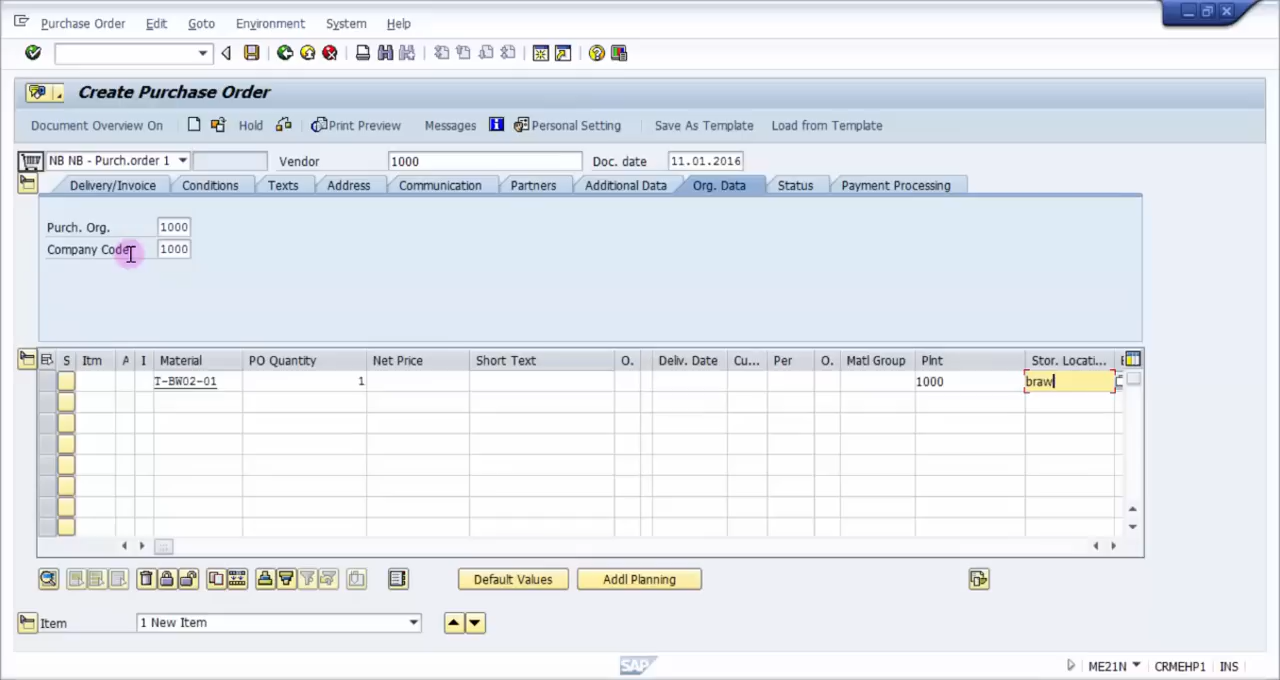 Purchase Order Edit Goto Environment System Help
Create Purchase Order
Document Overview On Hold Print Preview Messages Personal Setting Save As Template Load from Template
NB NB - Purch.order 1 Vendor 1000 Doc. date 11.01.2016
Delivery/Invoice Conditions Texts Address Communication Partners Additional Data Org. Data Status Payment Processing
Purch. Org. 1000
Company Code 1000
S Itm A I Material PO Quantity Net Price Short Text O. Deliv. Date Cu... Per O. Matl Group Plnt Stor. Locati...
T-BW02-01 1 1000 braw
Default Values Addl Planning
Item 1 New Item
SAP ME21N CRMEHP1 INS